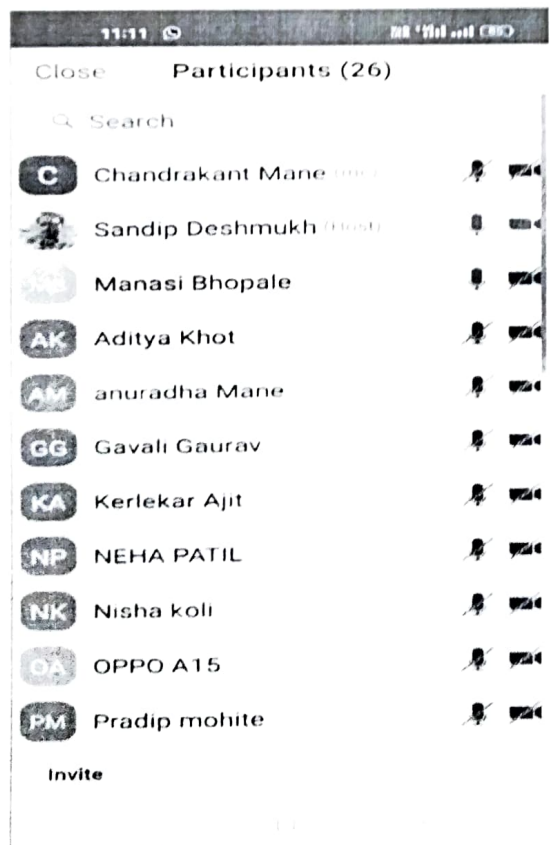 11:11
Close Participants (26)
Search
C Chandrakant Mane
Sandip Deshmukh (Host)
Manasi Bhopale
AK Aditya Khot
AM anuradha Mane
GG Gavali Gaurav
KA Kerlekar Ajit
NP NEHA PATIL
NK Nisha koli
OA OPPO A15
PM Pradip mohite
Invite